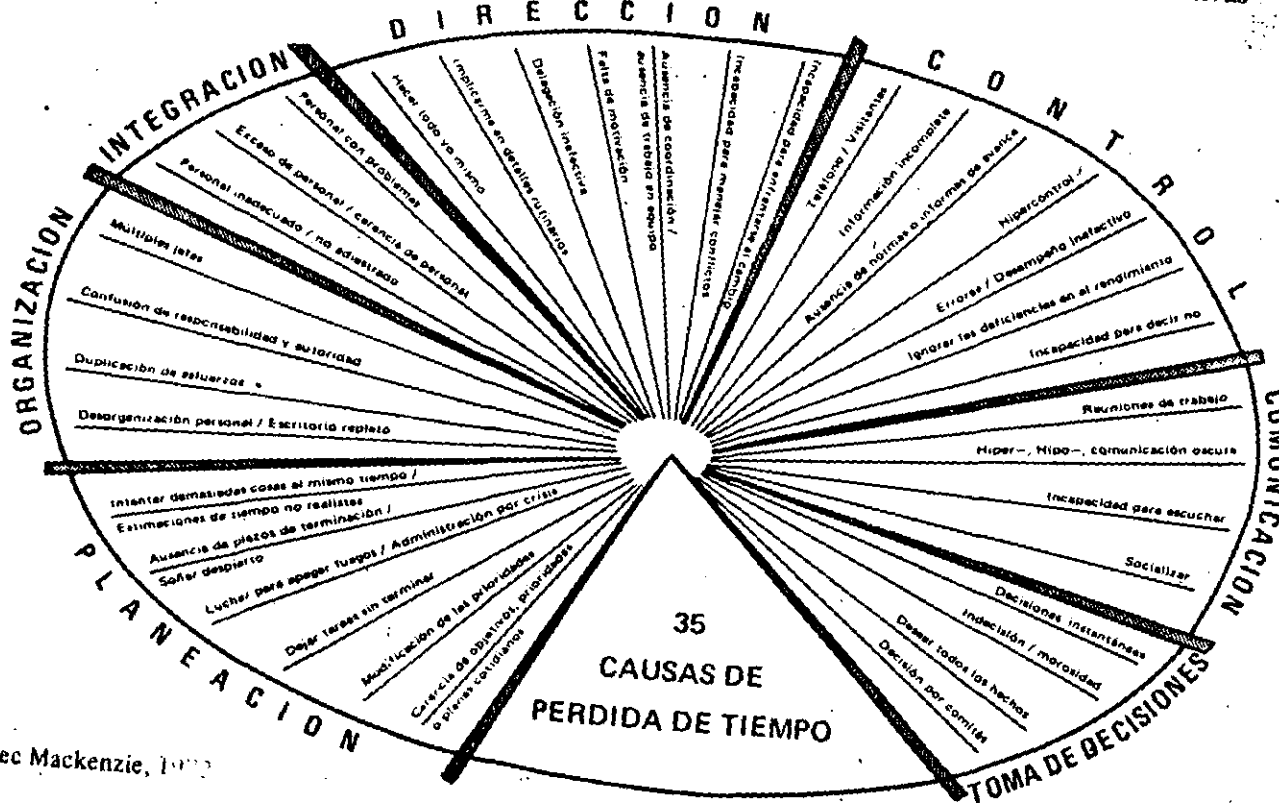 DIRECCION
CONTROL
COMUNICACION
TOMA DE DECISIONES
PLANEACION
ORGANIZACION
INTEGRACION
Hacer todo yo mismo
Implicarme en detalles rutinarios
Delegación inefectiva
Falta de motivación
Ausencia de coordinación /
ausencia de trabajo en equipo
Incapacidad para manejar conflictos
Incapacidad para enfrentarse al cambio
Teléfono / Visitantes
Información incompleta
Ausencia de normas o informes de avance
Hipercontrol /
Errores / Desempeño inefectivo
Ignorar las deficiencias en el rendimiento
Incapacidad para decir no
Reuniones de trabajo
Hiper-, Hipo-, comunicación oscura
Incapacidad para escuchar
Socializar
Decisiones instantáneas
Indecisión / morosidad
Desear todos los hechos
Decisión por comités
Carencia de objetivos, prioridades
o planes cotidianos
Modificación de las prioridades
Dejar tareas sin terminar
Luchar para apagar fuegos / Administración por crisis
Ausencia de plazos de terminación /
Soñar despierto
Intentar demasiadas cosas al mismo tiempo /
Estimaciones de tiempo no realistas
Desorganización personal / Escritorio repleto
Duplicación de esfuerzos
Confusión de responsabilidad y autoridad
Múltiples jefes
Personal inadecuado / no adiestrado
Exceso de personal / carencia de personal
Personal con problemas
35
CAUSAS DE
PERDIDA DE TIEMPO
ec Mackenzie,